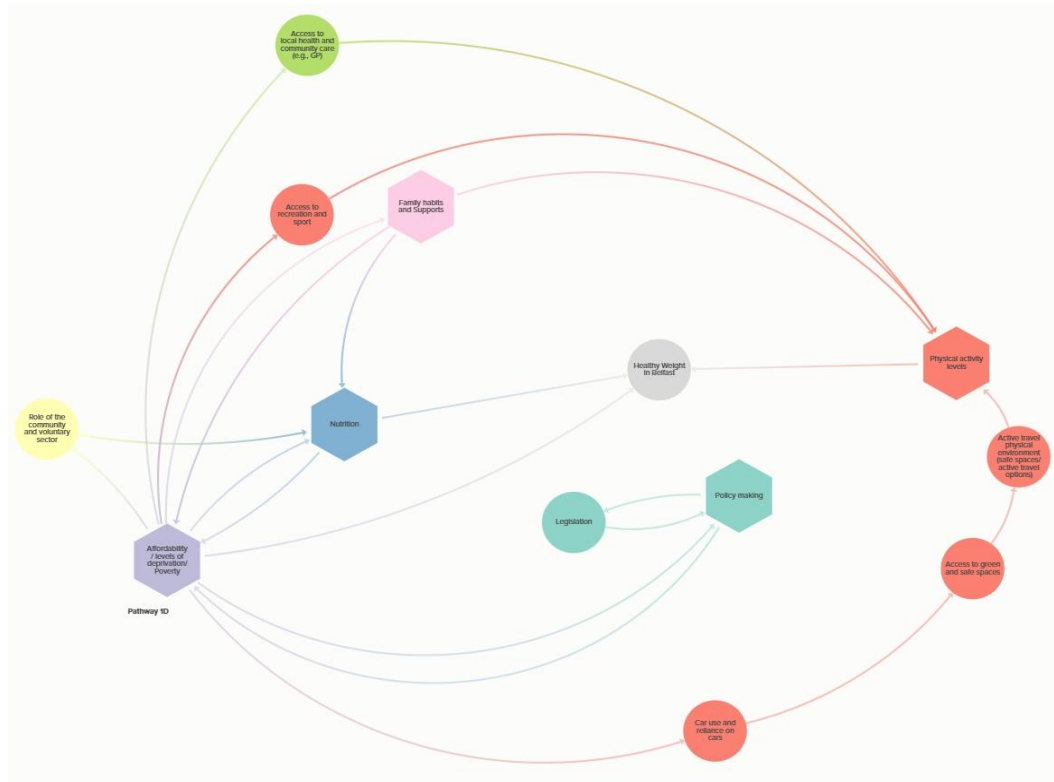 Access to
local health and
community care
(e.g., GP)
Access to
recreation and
sport
Family habits
and Supports
Physical activity
levels
Healthy Weight
in Belfast
Role of the
community
and voluntary
sector
Nutrition
Active travel
physical
environment
(safe spaces/
active travel
options)
Policy making
Legislation
Affordability
/ levels of
deprivation/
Poverty
Access to green
and safe spaces
Pathway 1D
Car use and
reliance on
cars